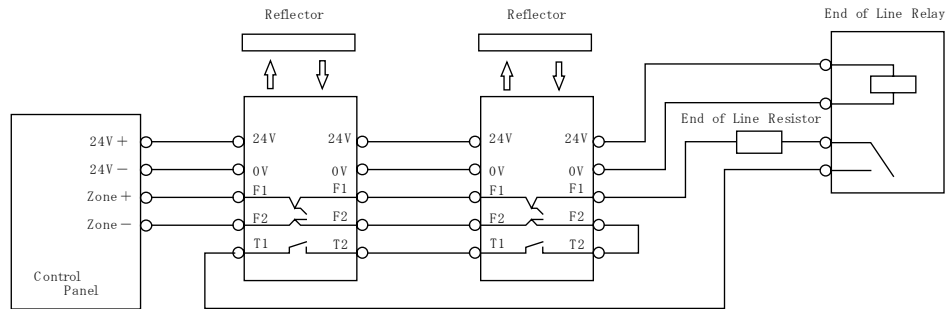 Reflector
Reflector
End of Line Relay
End of Line Resistor
24V+
24V-
Zone+
Zone-
Control
Panel
24V 24V
0V 0V
F1 F1
F2 F2
T1 T2
24V 24V
0V 0V
F1 F1
F2 F2
T1 T2